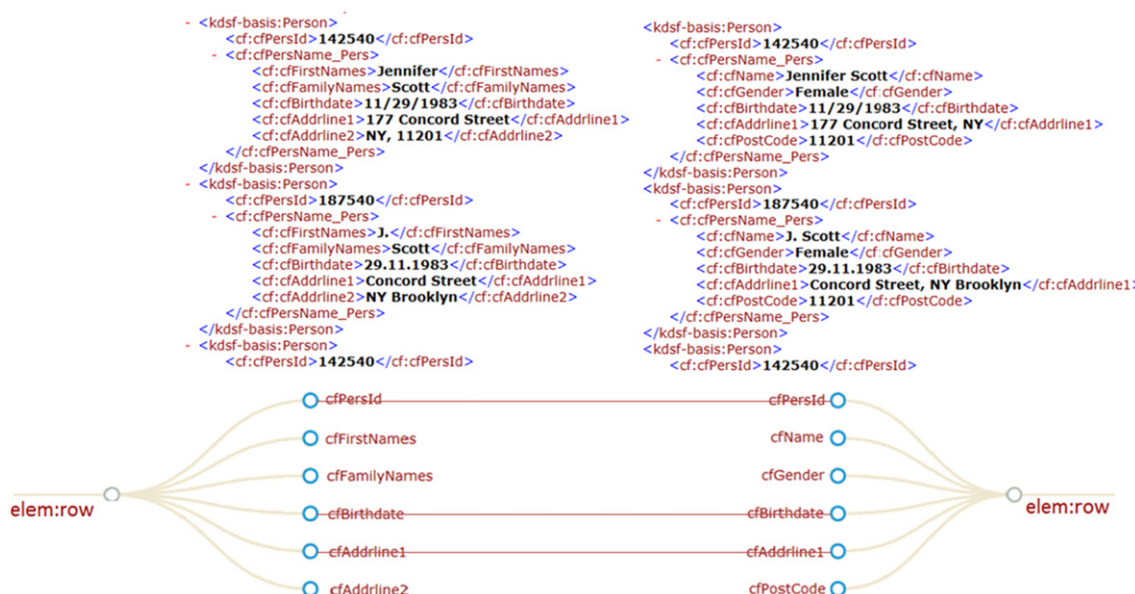 - <kdsf-basis:Person>
<cf:cfPersId>142540</cf:cfPersId>
- <cf:cfPersName_Pers>
<cf:cfFirstNames>Jennifer</cf:cfFirstNames>
<cf:cfFamilyNames>Scott</cf:cfFamilyNames>
<cf:cfBirthdate>11/29/1983</cf:cfBirthdate>
<cf:cfAddrline1>177 Concord Street</cf:cfAddrline1>
<cf:cfAddrline2>NY, 11201</cf:cfAddrline2>
</cf:cfPersName_Pers>
</kdsf-basis:Person>
- <kdsf-basis:Person>
<cf:cfPersId>187540</cf:cfPersId>
- <cf:cfPersName_Pers>
<cf:cfFirstNames>J.</cf:cfFirstNames>
<cf:cfFamilyNames>Scott</cf:cfFamilyNames>
<cf:cfBirthdate>29.11.1983</cf:cfBirthdate>
<cf:cfAddrline1>Concord Street</cf:cfAddrline1>
<cf:cfAddrline2>NY Brooklyn</cf:cfAddrline2>
</cf:cfPersName_Pers>
</kdsf-basis:Person>
- <kdsf-basis:Person>
<cf:cfPersId>142540</cf:cfPersId>
<kdsf-basis:Person>
<cf:cfPersId>142540</cf:cfPersId>
- <cf:cfPersName_Pers>
<cf:cfName>Jennifer Scott</cf:cfName>
<cf:cfGender>Female</cf:cfGender>
<cf:cfBirthdate>11/29/1983</cf:cfBirthdate>
<cf:cfAddrline1>177 Concord Street, NY</cf:cfAddrline1>
<cf:cfPostCode>11201</cf:cfPostCode>
</cf:cfPersName_Pers>
</kdsf-basis:Person>
<kdsf-basis:Person>
<cf:cfPersId>187540</cf:cfPersId>
- <cf:cfPersName_Pers>
<cf:cfName>J. Scott</cf:cfName>
<cf:cfGender>Female</cf:cfGender>
<cf:cfBirthdate>29.11.1983</cf:cfBirthdate>
<cf:cfAddrline1>Concord Street, NY Brooklyn</cf:cfAddrline1>
<cf:cfPostCode>11201</cf:cfPostCode>
</cf:cfPersName_Pers>
</kdsf-basis:Person>
<kdsf-basis:Person>
<cf:cfPersId>142540</cf:cfPersId>
elem:row
cfPersId
cfFirstNames
cfFamilyNames
cfBirthdate
cfAddrline1
cfAddrline2
cfPersId
cfName
cfGender
cfBirthdate
cfAddrline1
cfPostCode
elem:row